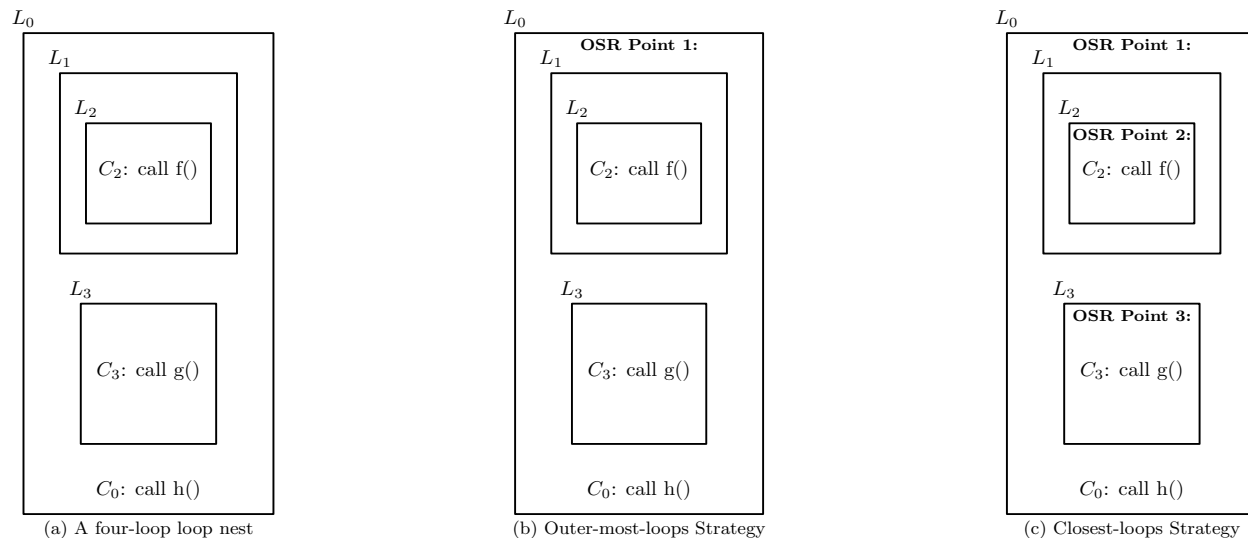 L0
L1
L2
C2: call f()
L3
C3: call g()
C0: call h()
(a) A four-loop loop nest
L0
OSR Point 1:
L1
L2
C2: call f()
L3
C3: call g()
C0: call h()
(b) Outer-most-loops Strategy
L0
OSR Point 1:
L1
L2
OSR Point 2:
C2: call f()
L3
OSR Point 3:
C3: call g()
C0: call h()
(c) Closest-loops Strategy